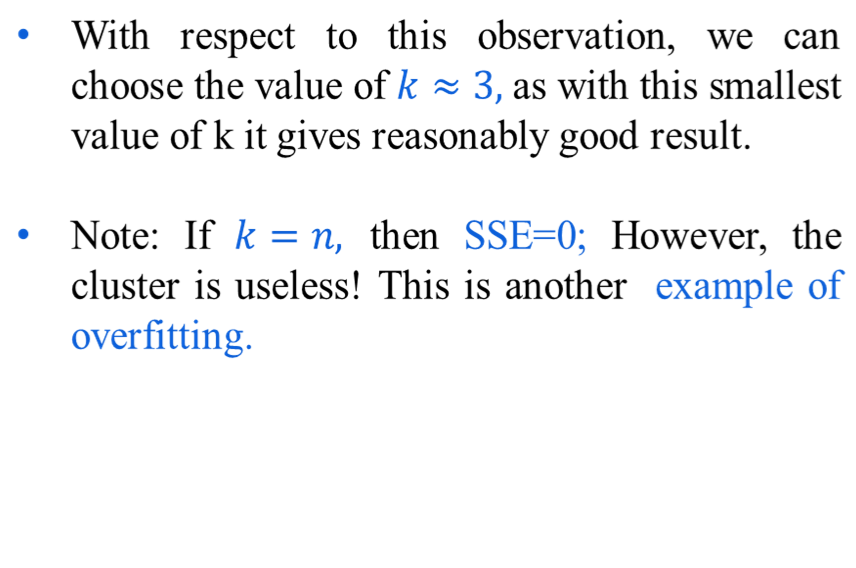 • With respect to this observation, we can
choose the value of k ≈ 3, as with this smallest
value of k it gives reasonably good result.
• Note: If k = n, then SSE=0; However, the
cluster is useless! This is another example of
overfitting.